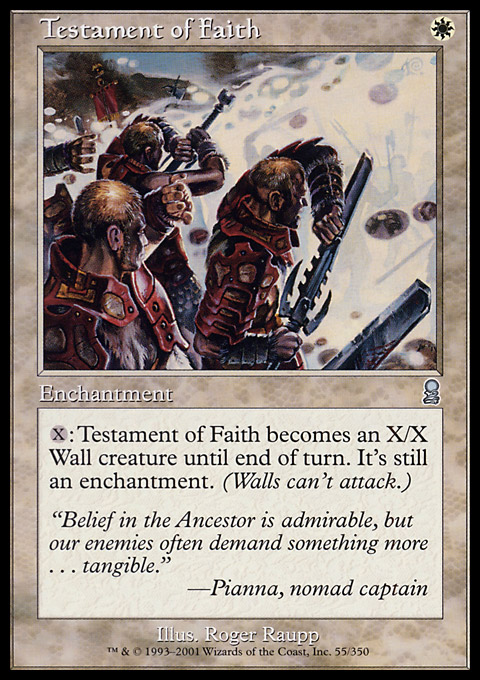 Testament of Faith
Enchantment
X: Testament of Faith becomes an X/X
Wall creature until end of turn. It's still
an enchantment. (Walls can't attack.)
"Belief in the Ancestor is admirable, but
our enemies often demand something more
. . . tangible."
—Pianna, nomad captain
Illus. Roger Raupp
™ & © 1993–2001 Wizards of the Coast, Inc. 55/350